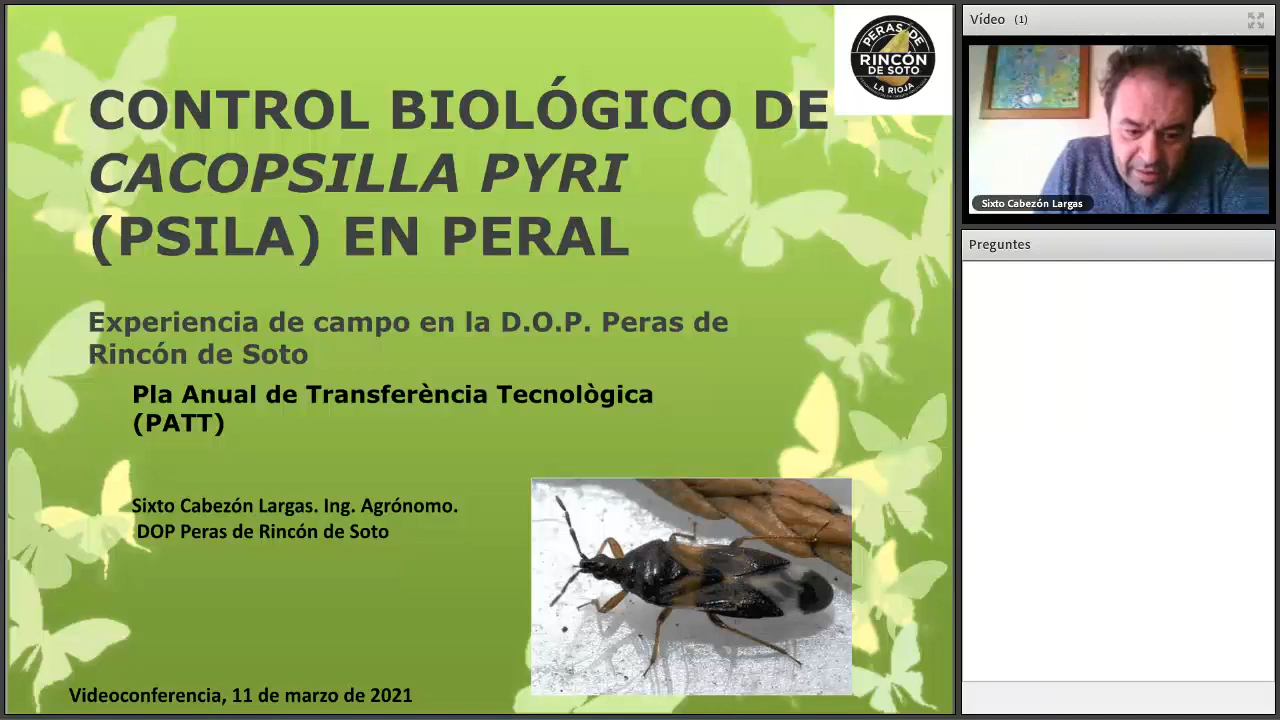 PERAS DE
RINCÓN
DE SOTO
LA RIOJA
CONTROL BIOLÓGICO DE
CACOPSILLA PYRI
(PSILA) EN PERAL
Experiencia de campo en la D.O.P. Peras de
Rincón de Soto
Pla Anual de Transferència Tecnològica
(PATT)
Sixto Cabezón Largas. Ing. Agrónomo.
DOP Peras de Rincón de Soto
Videoconferencia, 11 de marzo de 2021
Vídeo (1)
Sixto Cabezón Largas
Preguntes